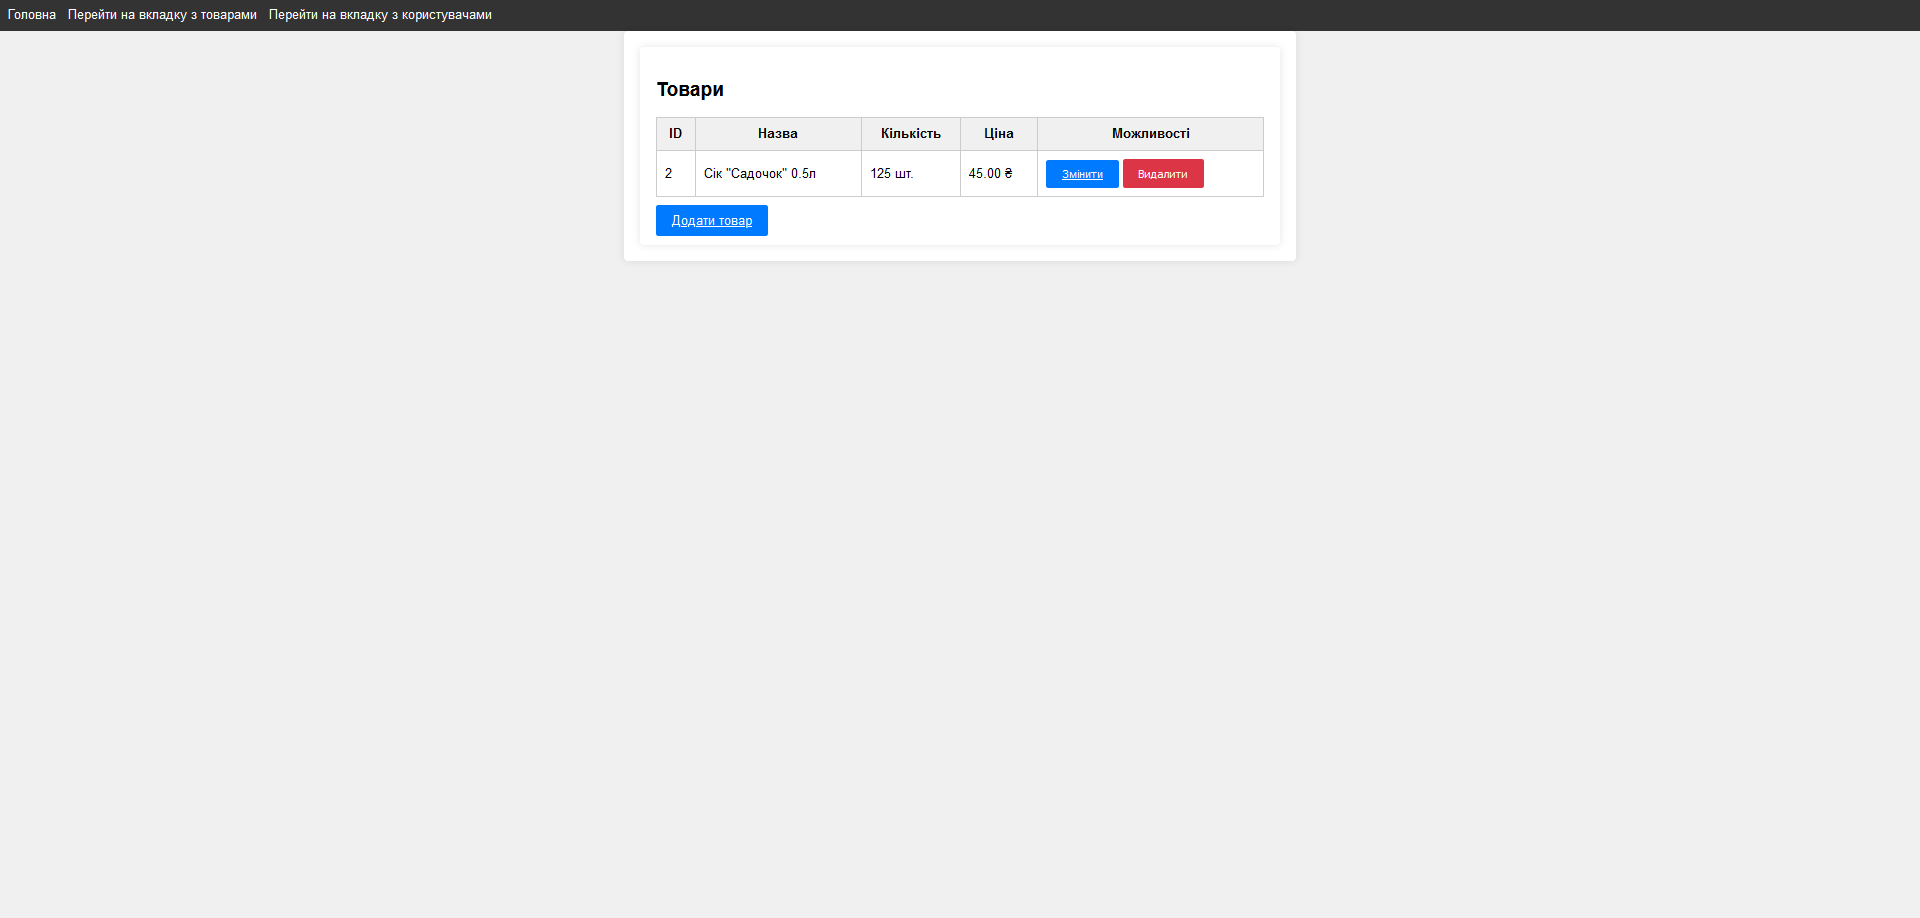 Головна Перейти на вкладку з товарами Перейти на вкладку з користувачами
Товари
ID Назва Кількість Ціна Можливості
2 Сік "Садочок" 0.5л 125 шт. 45.00 ₴ Змінити Видалити
Додати товар